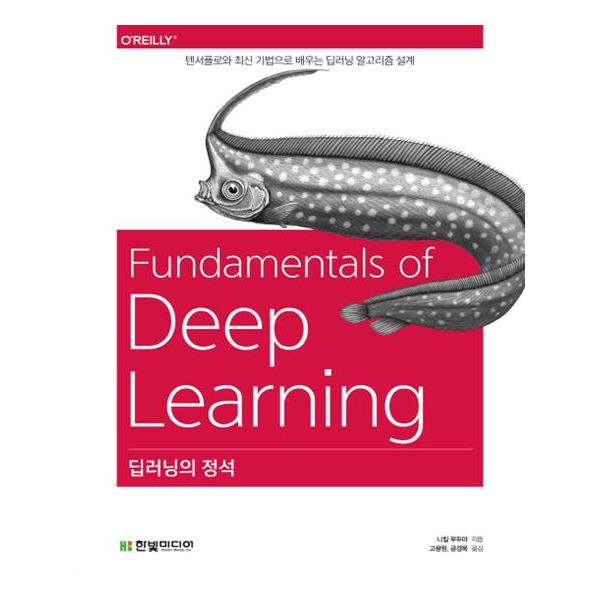 O'REILLY®
텐서플로와 최신 기법으로 배우는 딥러닝 알고리즘 설계
Fundamentals of
Deep
Learning
딥러닝의 정석
한빛미디어
니킬 부두마 지음
고광원, 금경욱 옮김